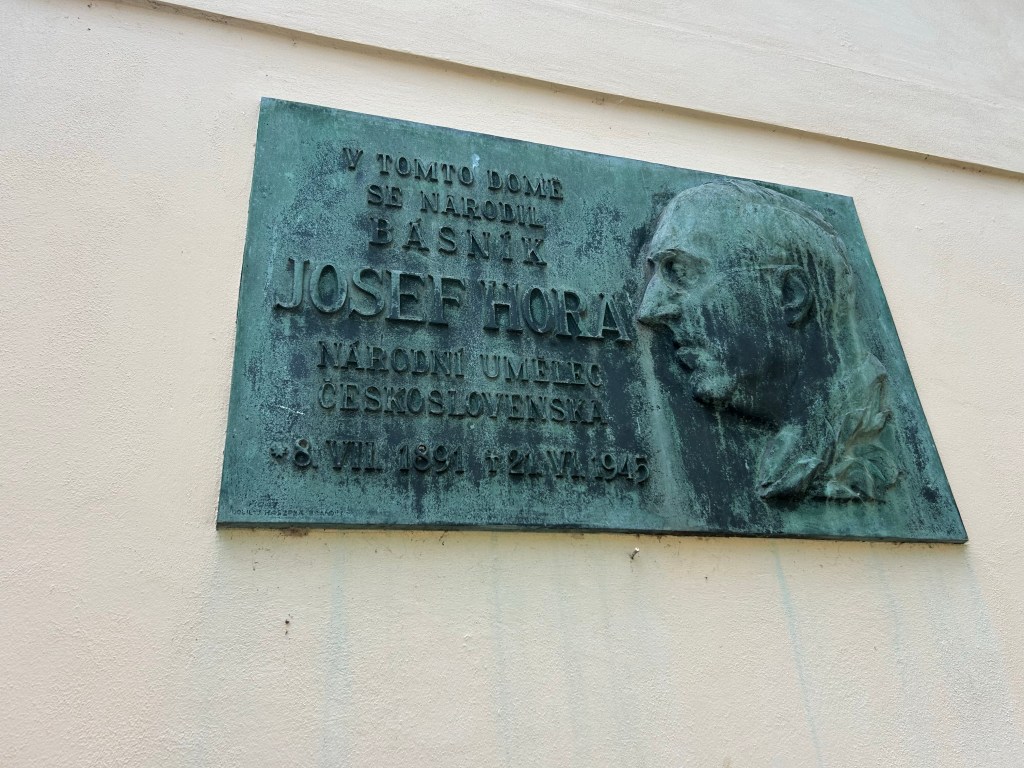 V TOMTO DOMĚ
SE NARODIL
BÁSNÍK
JOSEF HORA
NÁRODNÍ UMĚLEC
ČESKOSLOVENSKA
*8. VII. 1891 †21. VI. 1945